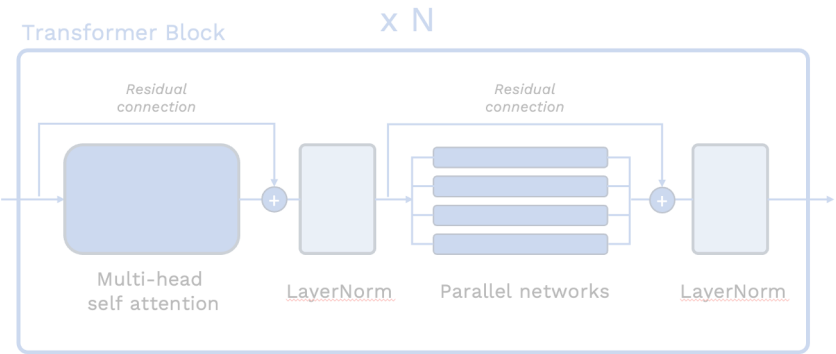 x N
Transformer Block
Residual
connection
Residual
connection
+
+
Multi-head
self attention
LayerNorm
Parallel networks
LayerNorm